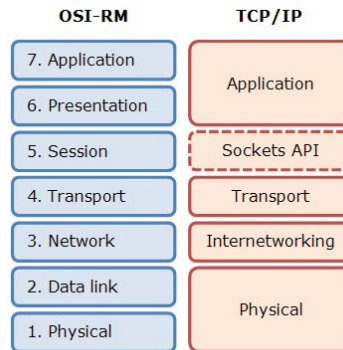 OSI-RM
TCP/IP
7. Application
6. Presentation
Application
5. Session
Sockets API
4. Transport
Transport
3. Network
Internetworking
2. Data link
1. Physical
Physical